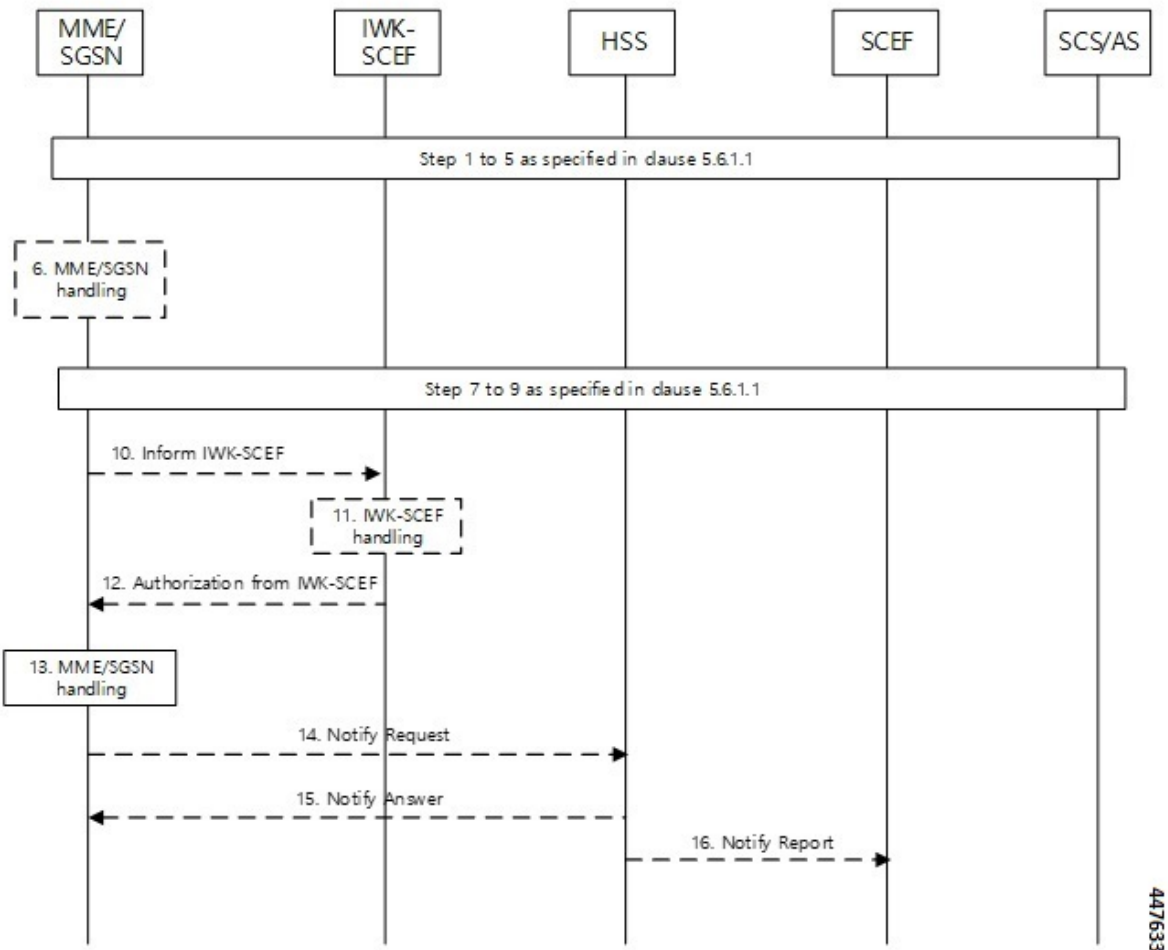 MME/
SGSN
IWK-
SCEF
HSS
SCEF
SCS/AS
Step 1 to 5 as specified in clause 5.6.1.1
6. MME/SGSN
handling
Step 7 to 9 as specified in clause 5.6.1.1
10. Inform IWK-SCEF
11. IWK-SCEF
handling
12. Authorization from IWK-SCEF
13. MME/SGSN
handling
14. Notify Request
15. Notify Answer
16. Notify Report